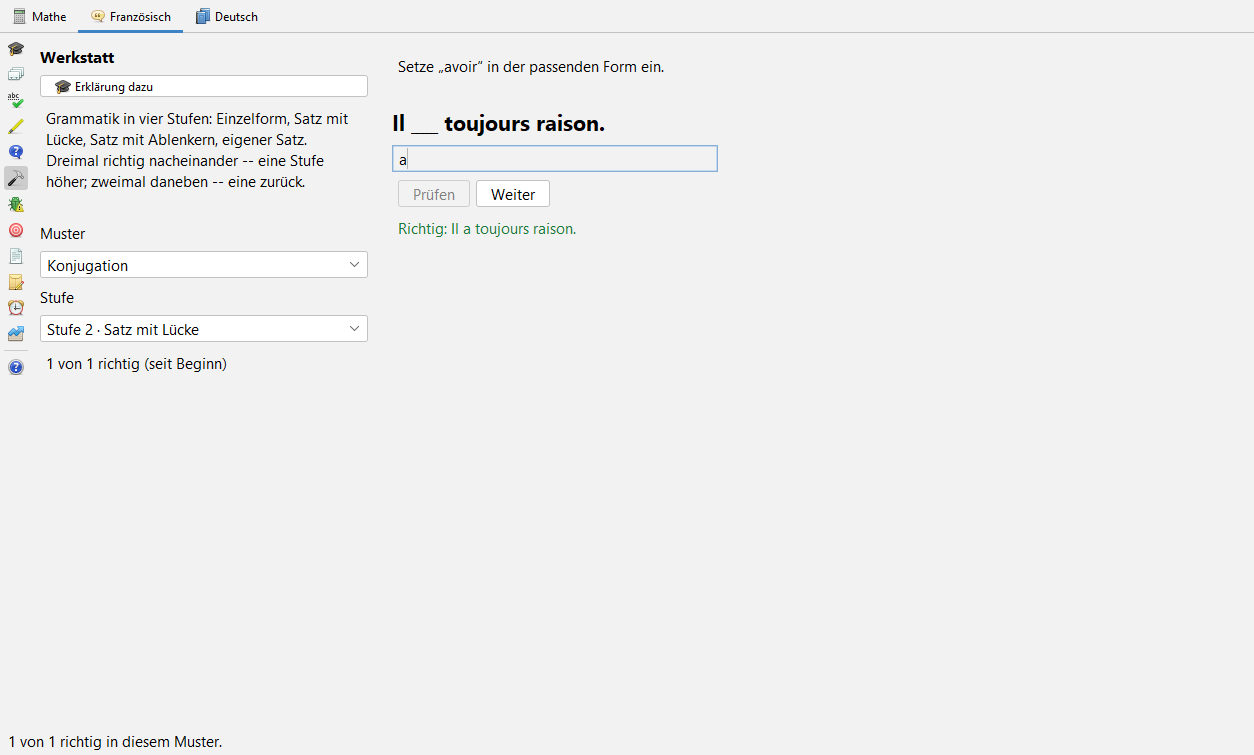 Mathe
Französisch
Deutsch
Werkstatt
Erklärung dazu
Grammatik in vier Stufen: Einzelform, Satz mit
Lücke, Satz mit Ablenkern, eigener Satz.
Dreimal richtig nacheinander -- eine Stufe
höher; zweimal daneben -- eine zurück.
Muster
Konjugation
Stufe
Stufe 2 · Satz mit Lücke
1 von 1 richtig (seit Beginn)
Setze „avoir“ in der passenden Form ein.
Il ___ toujours raison.
a
Prüfen
Weiter
Richtig: Il a toujours raison.
1 von 1 richtig in diesem Muster.